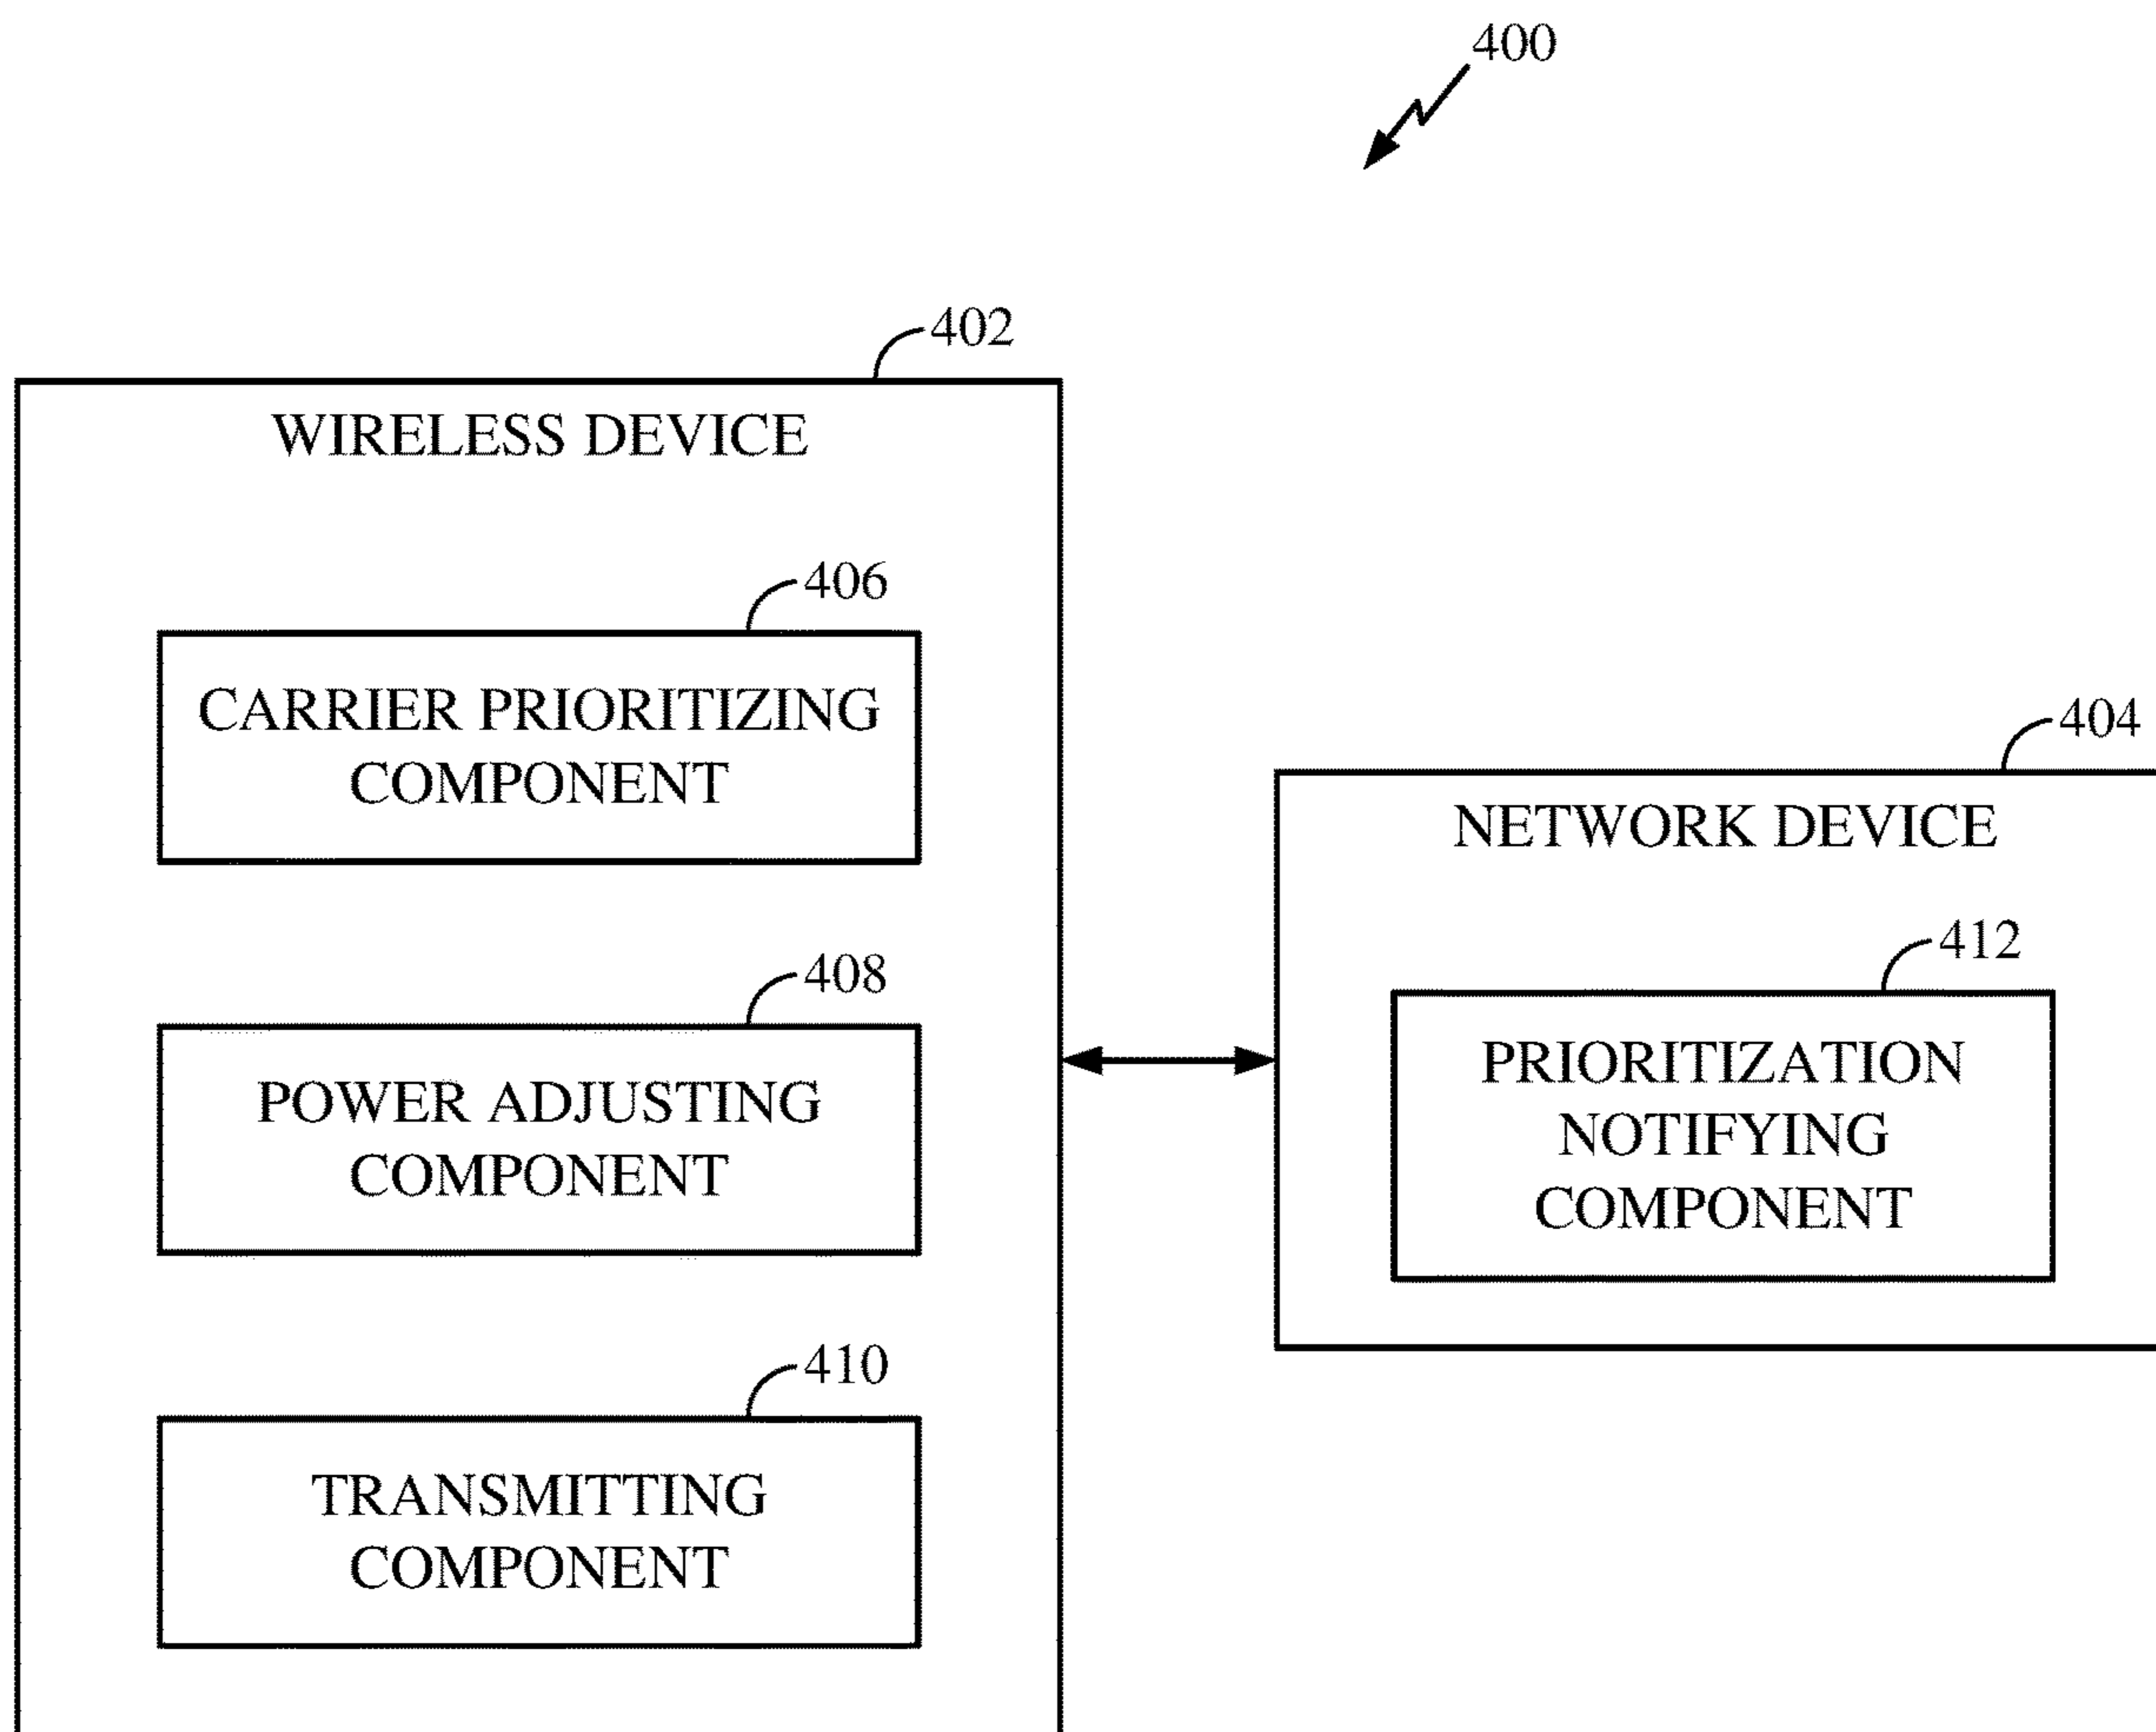 400
402
WIRELESS DEVICE
406
CARRIER PRIORITIZING
COMPONENT
408
POWER ADJUSTING
COMPONENT
410
TRANSMITTING
COMPONENT
404
NETWORK DEVICE
412
PRIORITIZATION
NOTIFYING
COMPONENT